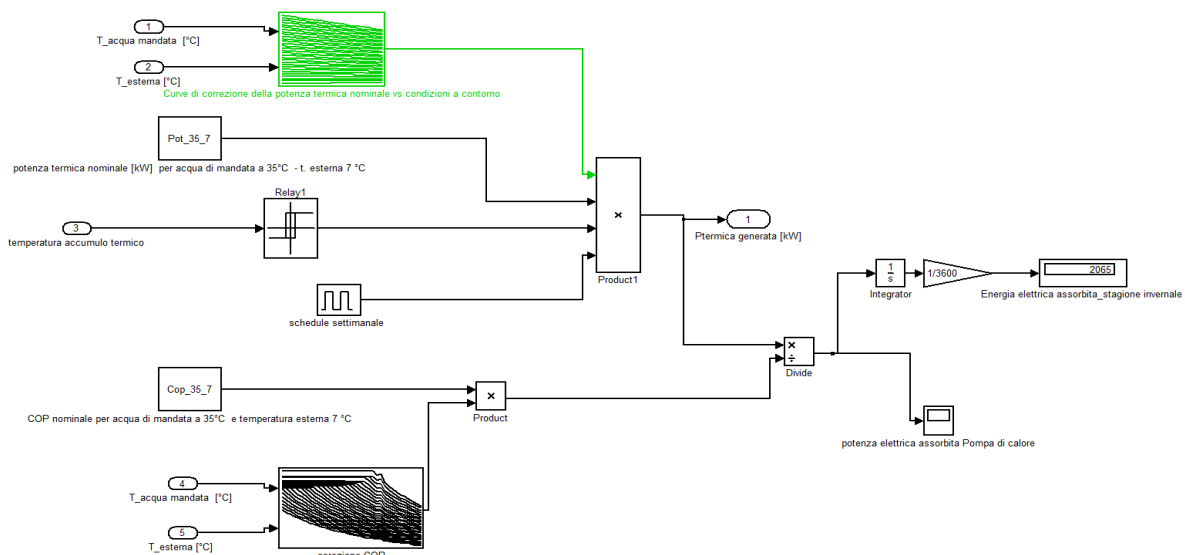 1
T_acqua mandata [°C]
2
T_esterna [°C]
Curve di correzione della potenza termica nominale vs condizioni a contorno
Pot_35_7
potenza termica nominale [kW] per acqua di mandata a 35°C - t. esterna 7 °C
Relay1
3
temperatura accumulo termico
×
Product1
1
Ptermica generata [kW]
schedule settimanale
1
s
Integrator
1/3600
2065
Energia elettrica assorbita_stagione invernale
×
÷
Divide
Cop_35_7
COP nominale per acqua di mandata a 35°C e temperatura esterna 7 °C
×
Product
potenza elettrica assorbita Pompa di calore
4
T_acqua mandata [°C]
5
T_esterna [°C]